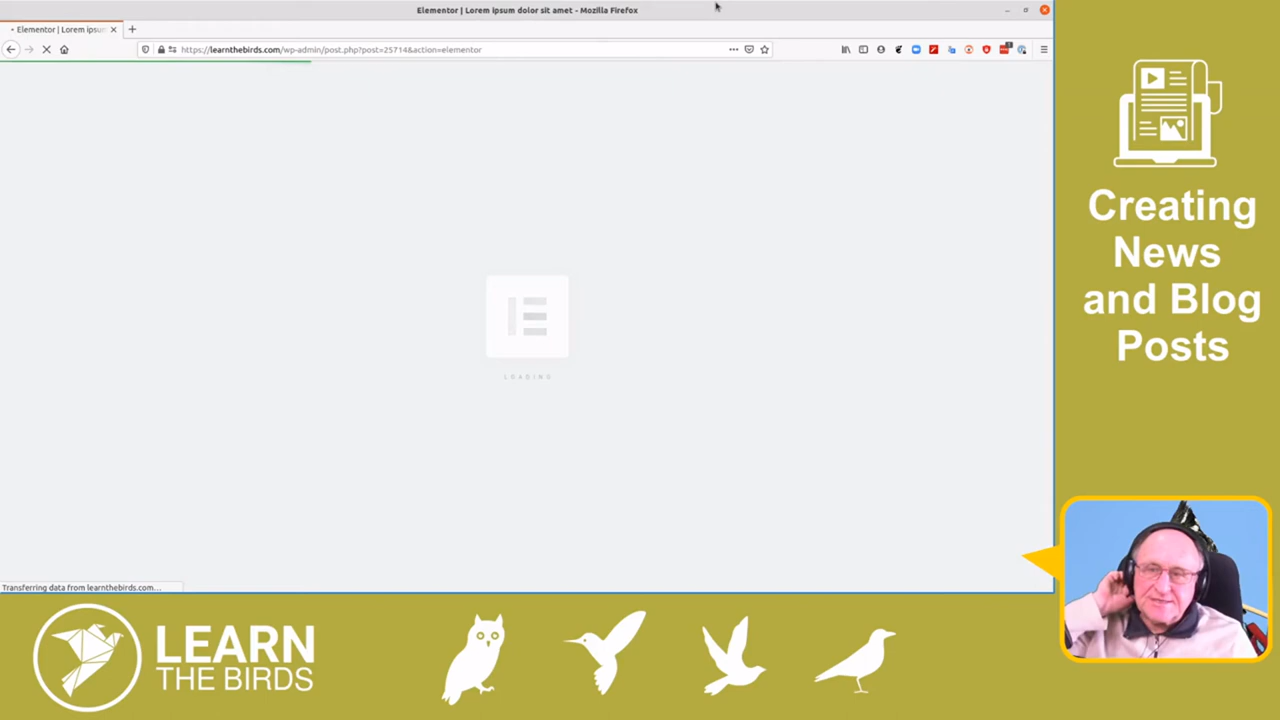 Elementor | Lorem ipsum dolor sit amet - Mozilla Firefox
Elementor | Lorem ipsu
https://learnthebirds.com/wp-admin/post.php?post=25714&action=elementor
LOADING
Transferring data from learnthebirds.com…
Creating
News
and Blog
Posts
LEARN
THE BIRDS